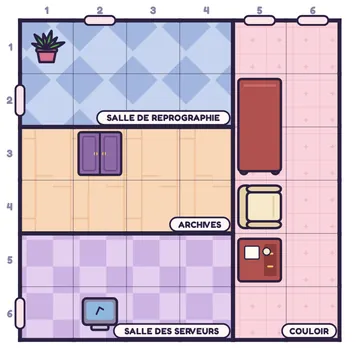 1 2 3 4 5 6
1
2
SALLE DE REPROGRAPHIE
3
4
ARCHIVES
5
6
SALLE DES SERVEURS
COULOIR